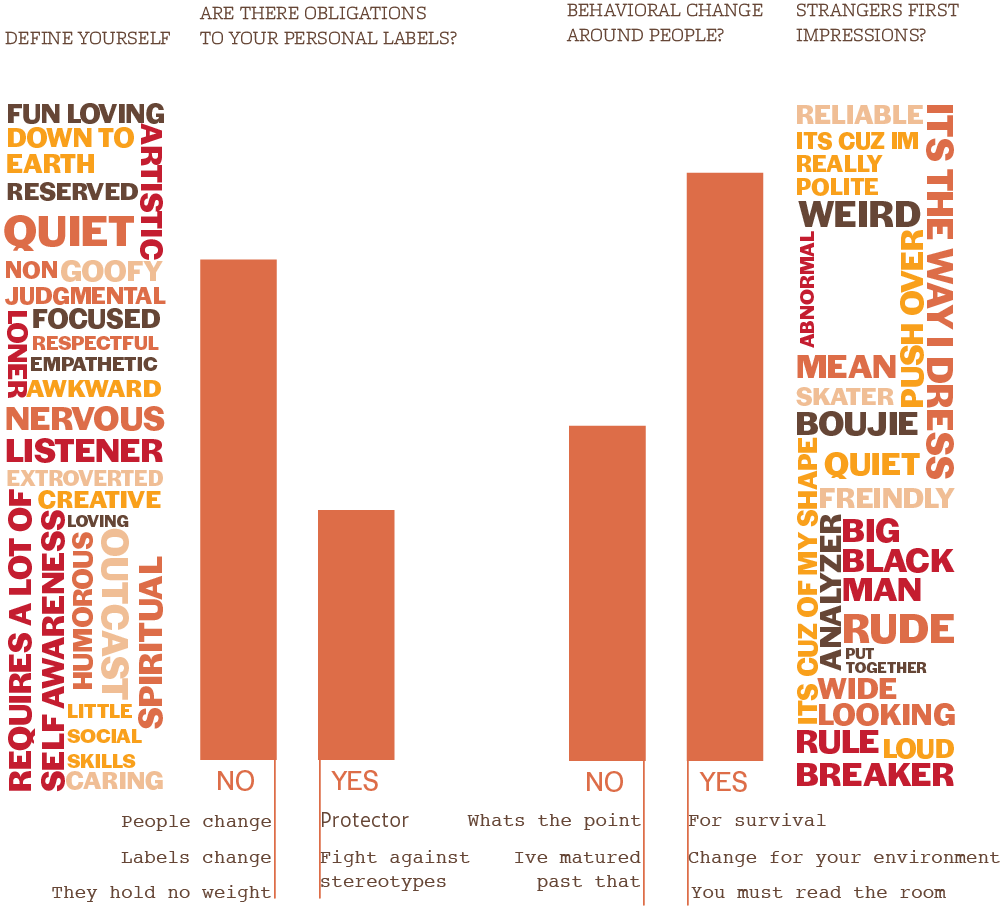 DEFINE YOURSELF
ARE THERE OBLIGATIONS
TO YOUR PERSONAL LABELS?
BEHAVIORAL CHANGE
AROUND PEOPLE?
STRANGERS FIRST
IMPRESSIONS?
FUN LOVING
DOWN TO
EARTH
ARTISTIC
RESERVED
QUIET
NON
JUDGMENTAL
GOOFY
LONER
FOCUSED
RESPECTFUL
EMPATHETIC
AWKWARD
NERVOUS
LISTENER
EXTROVERTED
CREATIVE
REQUIRES A LOT OF
SELF AWARENESS
LOVING
HUMOROUS
OUTCAST
SPIRITUAL
LITTLE
SOCIAL
SKILLS
CARING
NO
YES
People change
Labels change
They hold no weight
Protector
Fight against
stereotypes
NO
YES
Whats the point
Ive matured
past that
For survival
Change for your environment
You must read the room
RELIABLE
ITS THE WAY I DRESS
ITS CUZ IM
REALLY
POLITE
WEIRD
ABNORMAL
PUSH OVER
MEAN
SKATER
BOUJIE
ITS CUZ OF MY SHAPE
QUIET
FREINDLY
ANALYZER
BIG
BLACK
MAN
RUDE
PUT
TOGETHER
WIDE
LOOKING
RULE
BREAKER
LOUD